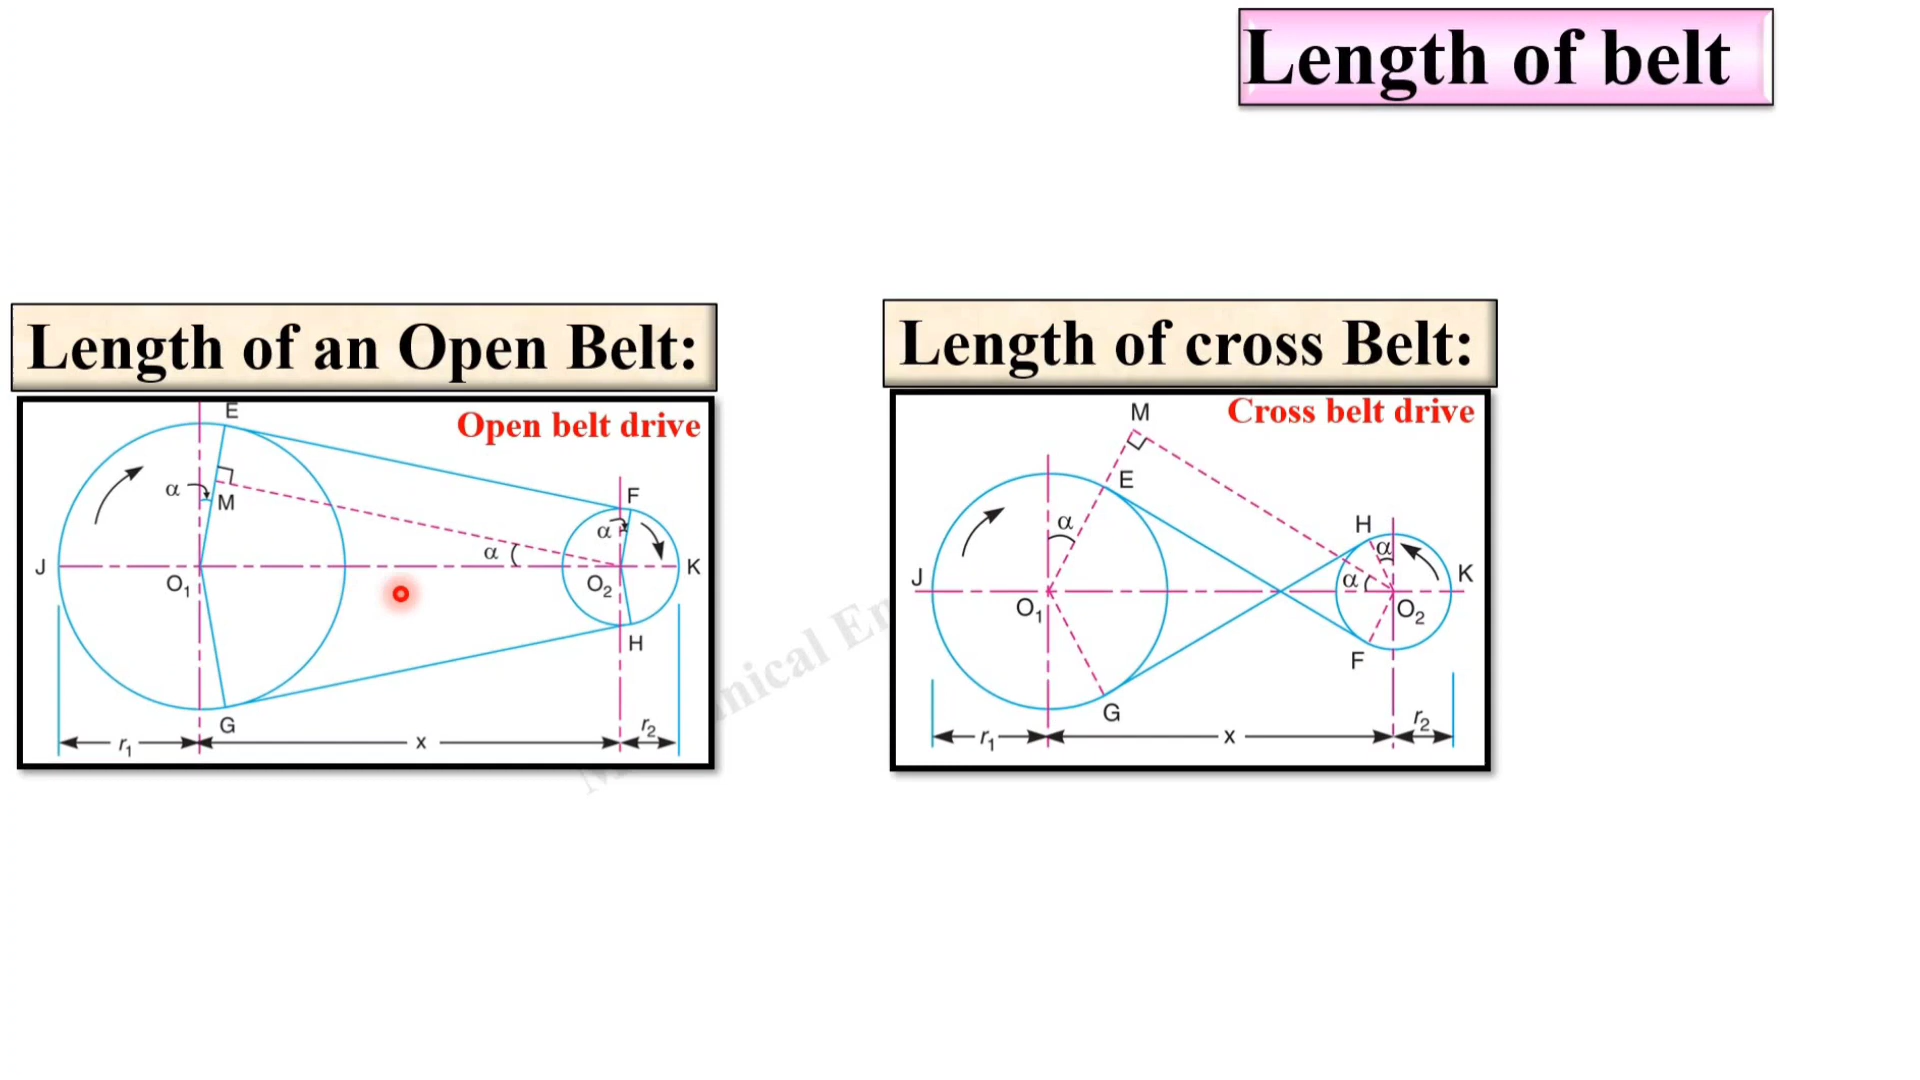 Length of belt
Length of an Open Belt:
Open belt drive
E
F
α
M
α
α
J
O1
O2
K
H
G
r1
x
r2
Length of cross Belt:
Cross belt drive
M
E
H
α
α
K
J
α
O1
O2
F
G
r1
x
r2